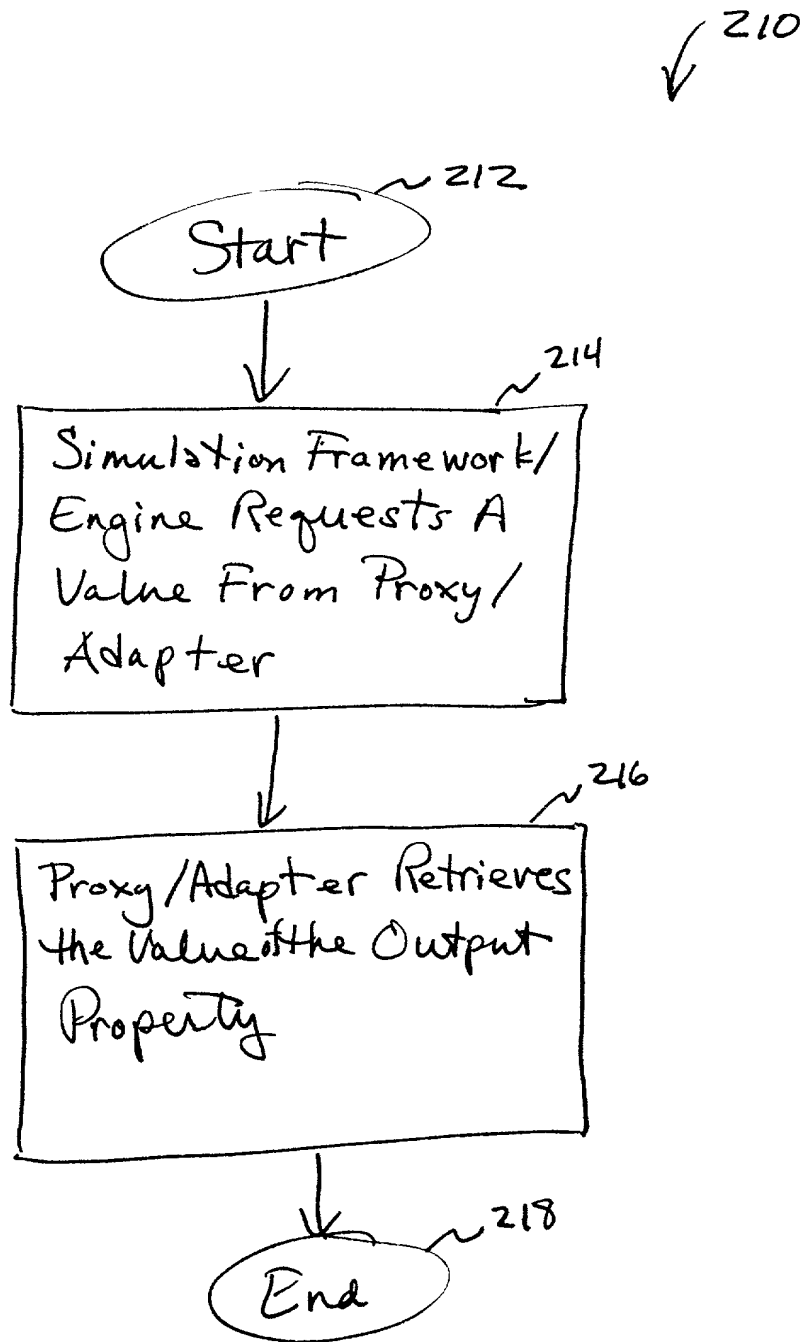 210
212
Start
214
Simulation Framework/
Engine Requests A
Value From Proxy/
Adapter
216
Proxy/Adapter Retrieves
the Value of the Output
Property
218
End